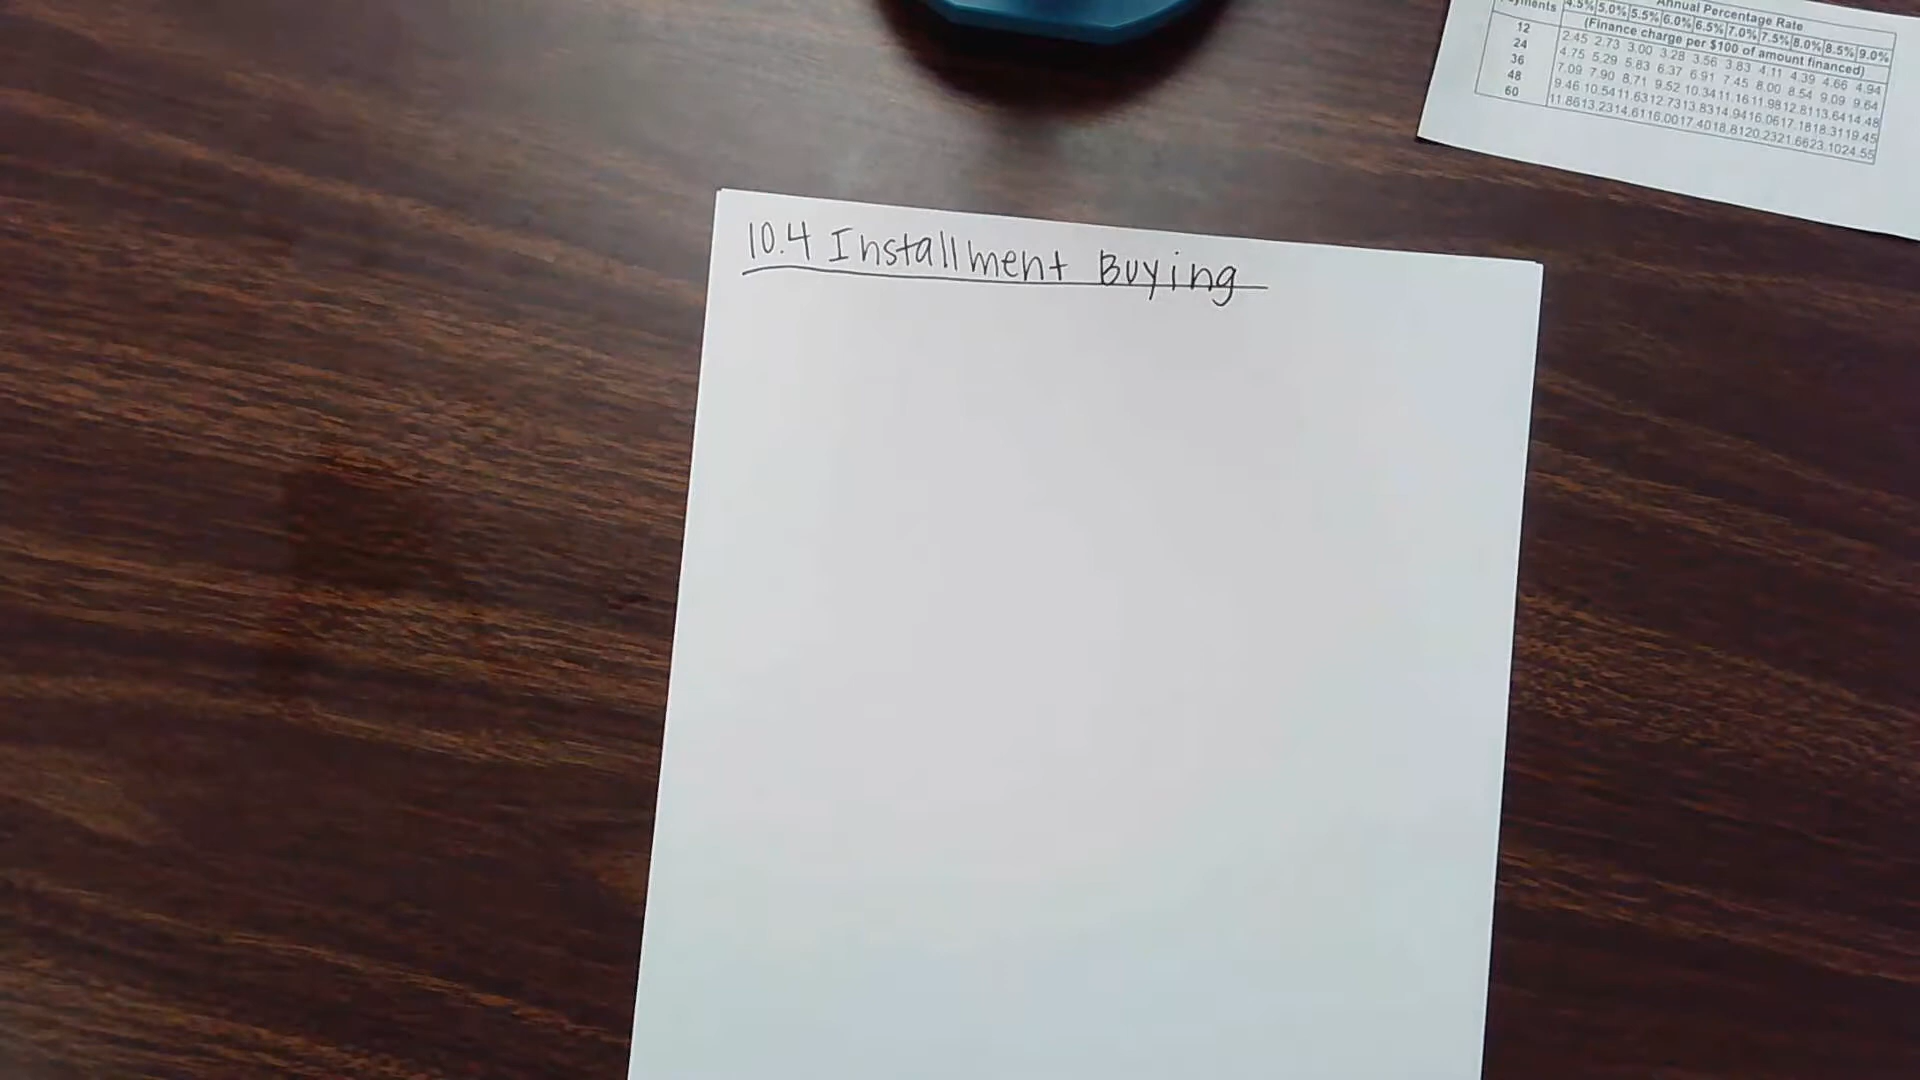 10.4 Installment Buying
Annual Percentage Rate
4.5% 5.0% 5.5% 6.0% 6.5% 7.0% 7.5% 8.0% 8.5% 9.0%
(Finance charge per $100 of amount financed)
12 2.45 2.73 3.00 3.28 3.56 3.83 4.11 4.39 4.66 4.94
24 4.75 5.29 5.83 6.37 6.91 7.45 8.00 8.54 9.09 9.64
36 7.09 7.90 8.71 9.52 10.34 11.16 11.98 12.81 13.64 14.48
48 9.46 10.54 11.63 12.73 13.83 14.94 16.06 17.18 18.31 19.45
60 11.86 13.23 14.61 16.00 17.40 18.81 20.23 21.66 23.10 24.55